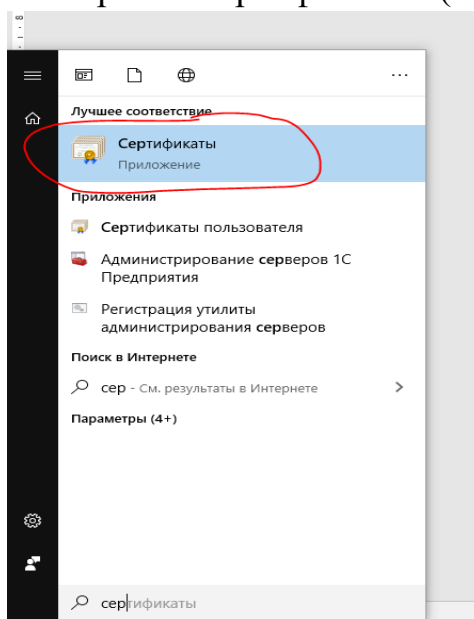 Лучшее соответствие
Сертификаты
Приложение
Приложения
Сертификаты пользователя
Администрирование серверов 1С
Предприятия
Регистрация утилиты
администрирования серверов
Поиск в Интернете
сер - См. результаты в Интернете
Параметры (4+)
сертификаты